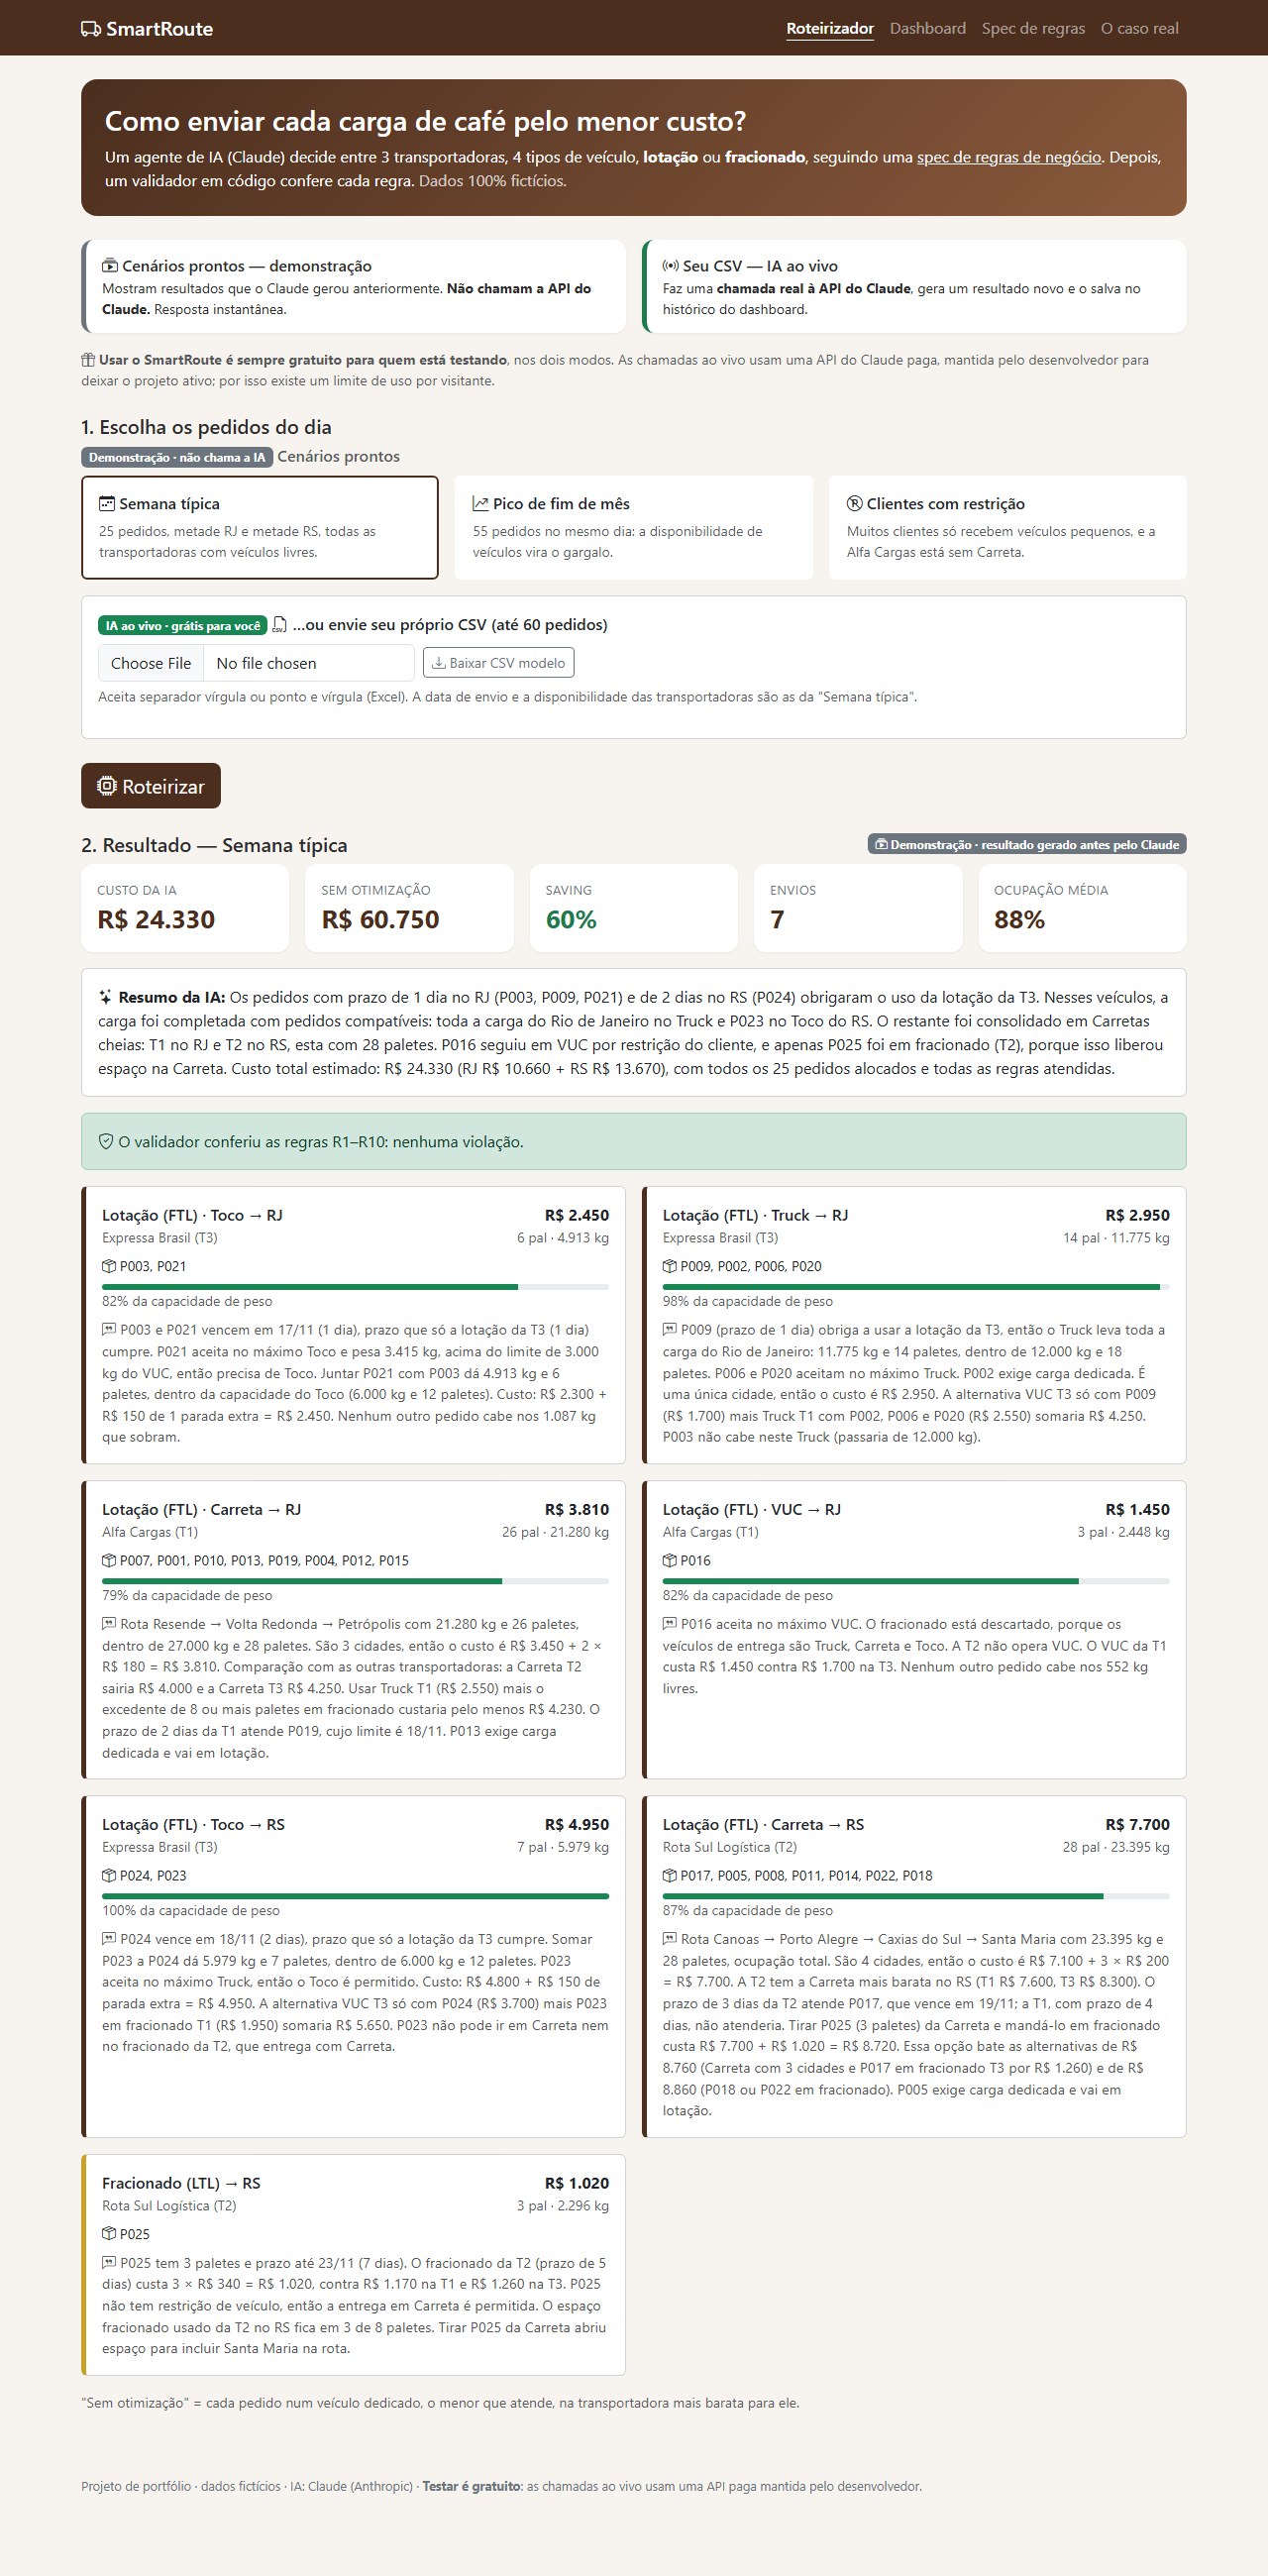 SmartRoute
Roteirizador Dashboard Spec de regras O caso real
Como enviar cada carga de café pelo menor custo?
Um agente de IA (Claude) decide entre 3 transportadoras, 4 tipos de veículo, lotação ou fracionado, seguindo uma spec de regras de negócio. Depois,
um validador em código confere cada regra. Dados 100% fictícios.
Cenários prontos — demonstração
Mostram resultados que o Claude gerou anteriormente. Não chamam a API do
Claude. Resposta instantânea.
Seu CSV — IA ao vivo
Faz uma chamada real à API do Claude, gera um resultado novo e o salva no
histórico do dashboard.
Usar o SmartRoute é sempre gratuito para quem está testando, nos dois modos. As chamadas ao vivo usam uma API do Claude paga, mantida pelo desenvolvedor para
deixar o projeto ativo; por isso existe um limite de uso por visitante.
1. Escolha os pedidos do dia
Demonstração · não chama a IA Cenários prontos
Semana típica
25 pedidos, metade RJ e metade RS, todas as
transportadoras com veículos livres.
Pico de fim de mês
55 pedidos no mesmo dia: a disponibilidade de
veículos vira o gargalo.
Clientes com restrição
Muitos clientes só recebem veículos pequenos, e a
Alfa Cargas está sem Carreta.
IA ao vivo · grátis para você CSV ...ou envie seu próprio CSV (até 60 pedidos)
Choose File No file chosen Baixar CSV modelo
Aceita separador vírgula ou ponto e vírgula (Excel). A data de envio e a disponibilidade das transportadoras são as da "Semana típica".
Roteirizar
2. Resultado — Semana típica
Demonstração · resultado gerado antes pelo Claude
CUSTO DA IA
R$ 24.330
SEM OTIMIZAÇÃO
R$ 60.750
SAVING
60%
ENVIOS
7
OCUPAÇÃO MÉDIA
88%
Resumo da IA: Os pedidos com prazo de 1 dia no RJ (P003, P009, P021) e de 2 dias no RS (P024) obrigaram o uso da lotação da T3. Nesses veículos, a
carga foi completada com pedidos compatíveis: toda a carga do Rio de Janeiro no Truck e P023 no Toco do RS. O restante foi consolidado em Carretas
cheias: T1 no RJ e T2 no RS, esta com 28 paletes. P016 seguiu em VUC por restrição do cliente, e apenas P025 foi em fracionado (T2), porque isso liberou
espaço na Carreta. Custo total estimado: R$ 24.330 (RJ R$ 10.660 + RS R$ 13.670), com todos os 25 pedidos alocados e todas as regras atendidas.
O validador conferiu as regras R1–R10: nenhuma violação.
Lotação (FTL) · Toco → RJ R$ 2.450
Expressa Brasil (T3) 6 pal · 4.913 kg
P003, P021
82% da capacidade de peso
P003 e P021 vencem em 17/11 (1 dia), prazo que só a lotação da T3 (1 dia)
cumpre. P021 aceita no máximo Toco e pesa 3.415 kg, acima do limite de 3.000
kg do VUC, então precisa de Toco. Juntar P021 com P003 dá 4.913 kg e 6
paletes, dentro da capacidade do Toco (6.000 kg e 12 paletes). Custo: R$ 2.300 +
R$ 150 de 1 parada extra = R$ 2.450. Nenhum outro pedido cabe nos 1.087 kg
que sobram.
Lotação (FTL) · Truck → RJ R$ 2.950
Expressa Brasil (T3) 14 pal · 11.775 kg
P009, P002, P006, P020
98% da capacidade de peso
P009 (prazo de 1 dia) obriga a usar a lotação da T3, então o Truck leva toda a
carga do Rio de Janeiro: 11.775 kg e 14 paletes, dentro de 12.000 kg e 18
paletes. P006 e P020 aceitam no máximo Truck. P002 exige carga dedicada. É
uma única cidade, então o custo é R$ 2.950. A alternativa VUC T3 só com P009
(R$ 1.700) mais Truck T1 com P002, P006 e P020 (R$ 2.550) somaria R$ 4.250.
P003 não cabe neste Truck (passaria de 12.000 kg).
Lotação (FTL) · Carreta → RJ R$ 3.810
Alfa Cargas (T1) 26 pal · 21.280 kg
P007, P001, P010, P013, P019, P004, P012, P015
79% da capacidade de peso
Rota Resende → Volta Redonda → Petrópolis com 21.280 kg e 26 paletes,
dentro de 27.000 kg e 28 paletes. São 3 cidades, então o custo é R$ 3.450 + 2 ×
R$ 180 = R$ 3.810. Comparação com as outras transportadoras: a Carreta T2
sairia R$ 4.000 e a Carreta T3 R$ 4.250. Usar Truck T1 (R$ 2.550) mais o
excedente de 8 ou mais paletes em fracionado custaria pelo menos R$ 4.230. O
prazo de 2 dias da T1 atende P019, cujo limite é 18/11. P013 exige carga
dedicada e vai em lotação.
Lotação (FTL) · VUC → RJ R$ 1.450
Alfa Cargas (T1) 3 pal · 2.448 kg
P016
82% da capacidade de peso
P016 aceita no máximo VUC. O fracionado está descartado, porque os
veículos de entrega são Truck, Carreta e Toco. A T2 não opera VUC. O VUC da T1
custa R$ 1.450 contra R$ 1.700 na T3. Nenhum outro pedido cabe nos 552 kg
livres.
Lotação (FTL) · Toco → RS R$ 4.950
Expressa Brasil (T3) 7 pal · 5.979 kg
P024, P023
100% da capacidade de peso
P024 vence em 18/11 (2 dias), prazo que só a lotação da T3 cumpre. Somar
P023 a P024 dá 5.979 kg e 7 paletes, dentro de 6.000 kg e 12 paletes. P023
aceita no máximo Truck, então o Toco é permitido. Custo: R$ 4.800 + R$ 150 de
parada extra = R$ 4.950. A alternativa VUC T3 só com P024 (R$ 3.700) mais P023
em fracionado T1 (R$ 1.950) somaria R$ 5.650. P023 não pode ir em Carreta nem
no fracionado da T2, que entrega com Carreta.
Lotação (FTL) · Carreta → RS R$ 7.700
Rota Sul Logística (T2) 28 pal · 23.395 kg
P017, P005, P008, P011, P014, P022, P018
87% da capacidade de peso
Rota Canoas → Porto Alegre → Caxias do Sul → Santa Maria com 23.395 kg e
28 paletes, ocupação total. São 4 cidades, então o custo é R$ 7.100 + 3 × R$ 200
= R$ 7.700. A T2 tem a Carreta mais barata no RS (T1 R$ 7.600, T3 R$ 8.300). O
prazo de 3 dias da T2 atende P017, que vence em 19/11; a T1, com prazo de 4
dias, não atenderia. Tirar P025 (3 paletes) da Carreta e mandá-lo em fracionado
custa R$ 7.700 + R$ 1.020 = R$ 8.720. Essa opção bate as alternativas de R$
8.760 (Carreta com 3 cidades e P017 em fracionado T3 por R$ 1.260) e de R$
8.860 (P018 ou P022 em fracionado). P005 exige carga dedicada e vai em
lotação.
Fracionado (LTL) → RS R$ 1.020
Rota Sul Logística (T2) 3 pal · 2.296 kg
P025
P025 tem 3 paletes e prazo até 23/11 (7 dias). O fracionado da T2 (prazo de 5
dias) custa 3 × R$ 340 = R$ 1.020, contra R$ 1.170 na T1 e R$ 1.260 na T3. P025
não tem restrição de veículo, então a entrega em Carreta é permitida. O espaço
fracionado usado da T2 no RS fica em 3 de 8 paletes. Tirar P025 da Carreta abriu
espaço para incluir Santa Maria na rota.
"Sem otimização" = cada pedido num veículo dedicado, o menor que atende, na transportadora mais barata para ele.
Projeto de portfólio · dados fictícios · IA: Claude (Anthropic) · Testar é gratuito: as chamadas ao vivo usam uma API paga mantida pelo desenvolvedor.